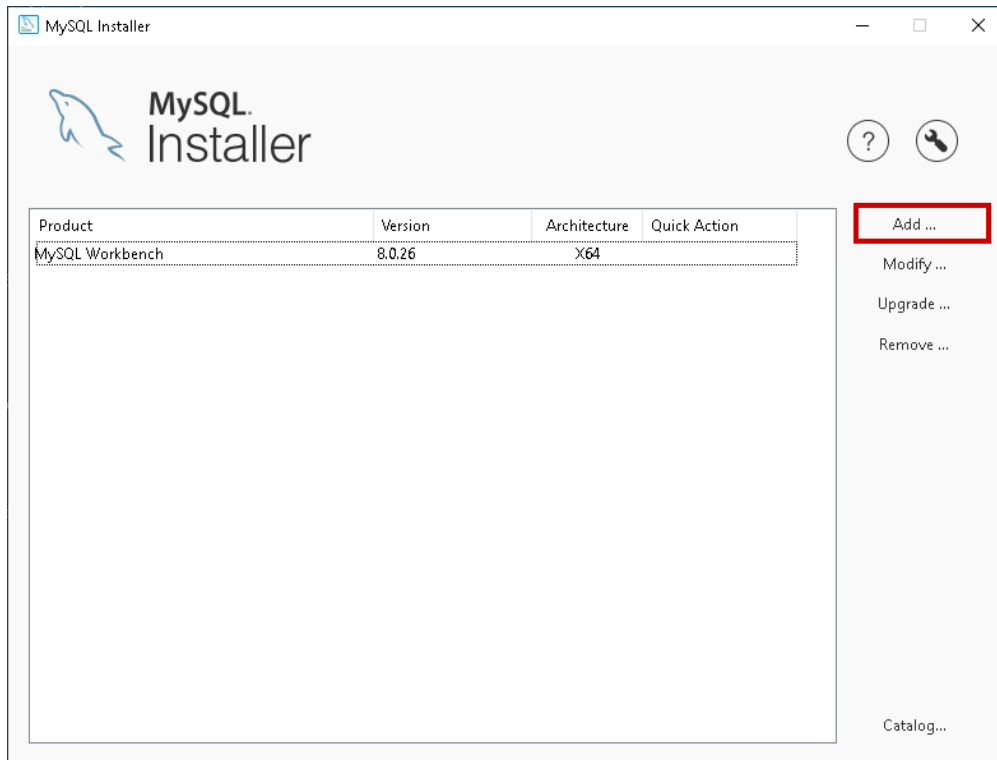 MySQL Installer
MySQL.
Installer
?
Product Version Architecture Quick Action
MySQL Workbench 8.0.26 X64
Add ...
Modify ...
Upgrade ...
Remove ...
Catalog...